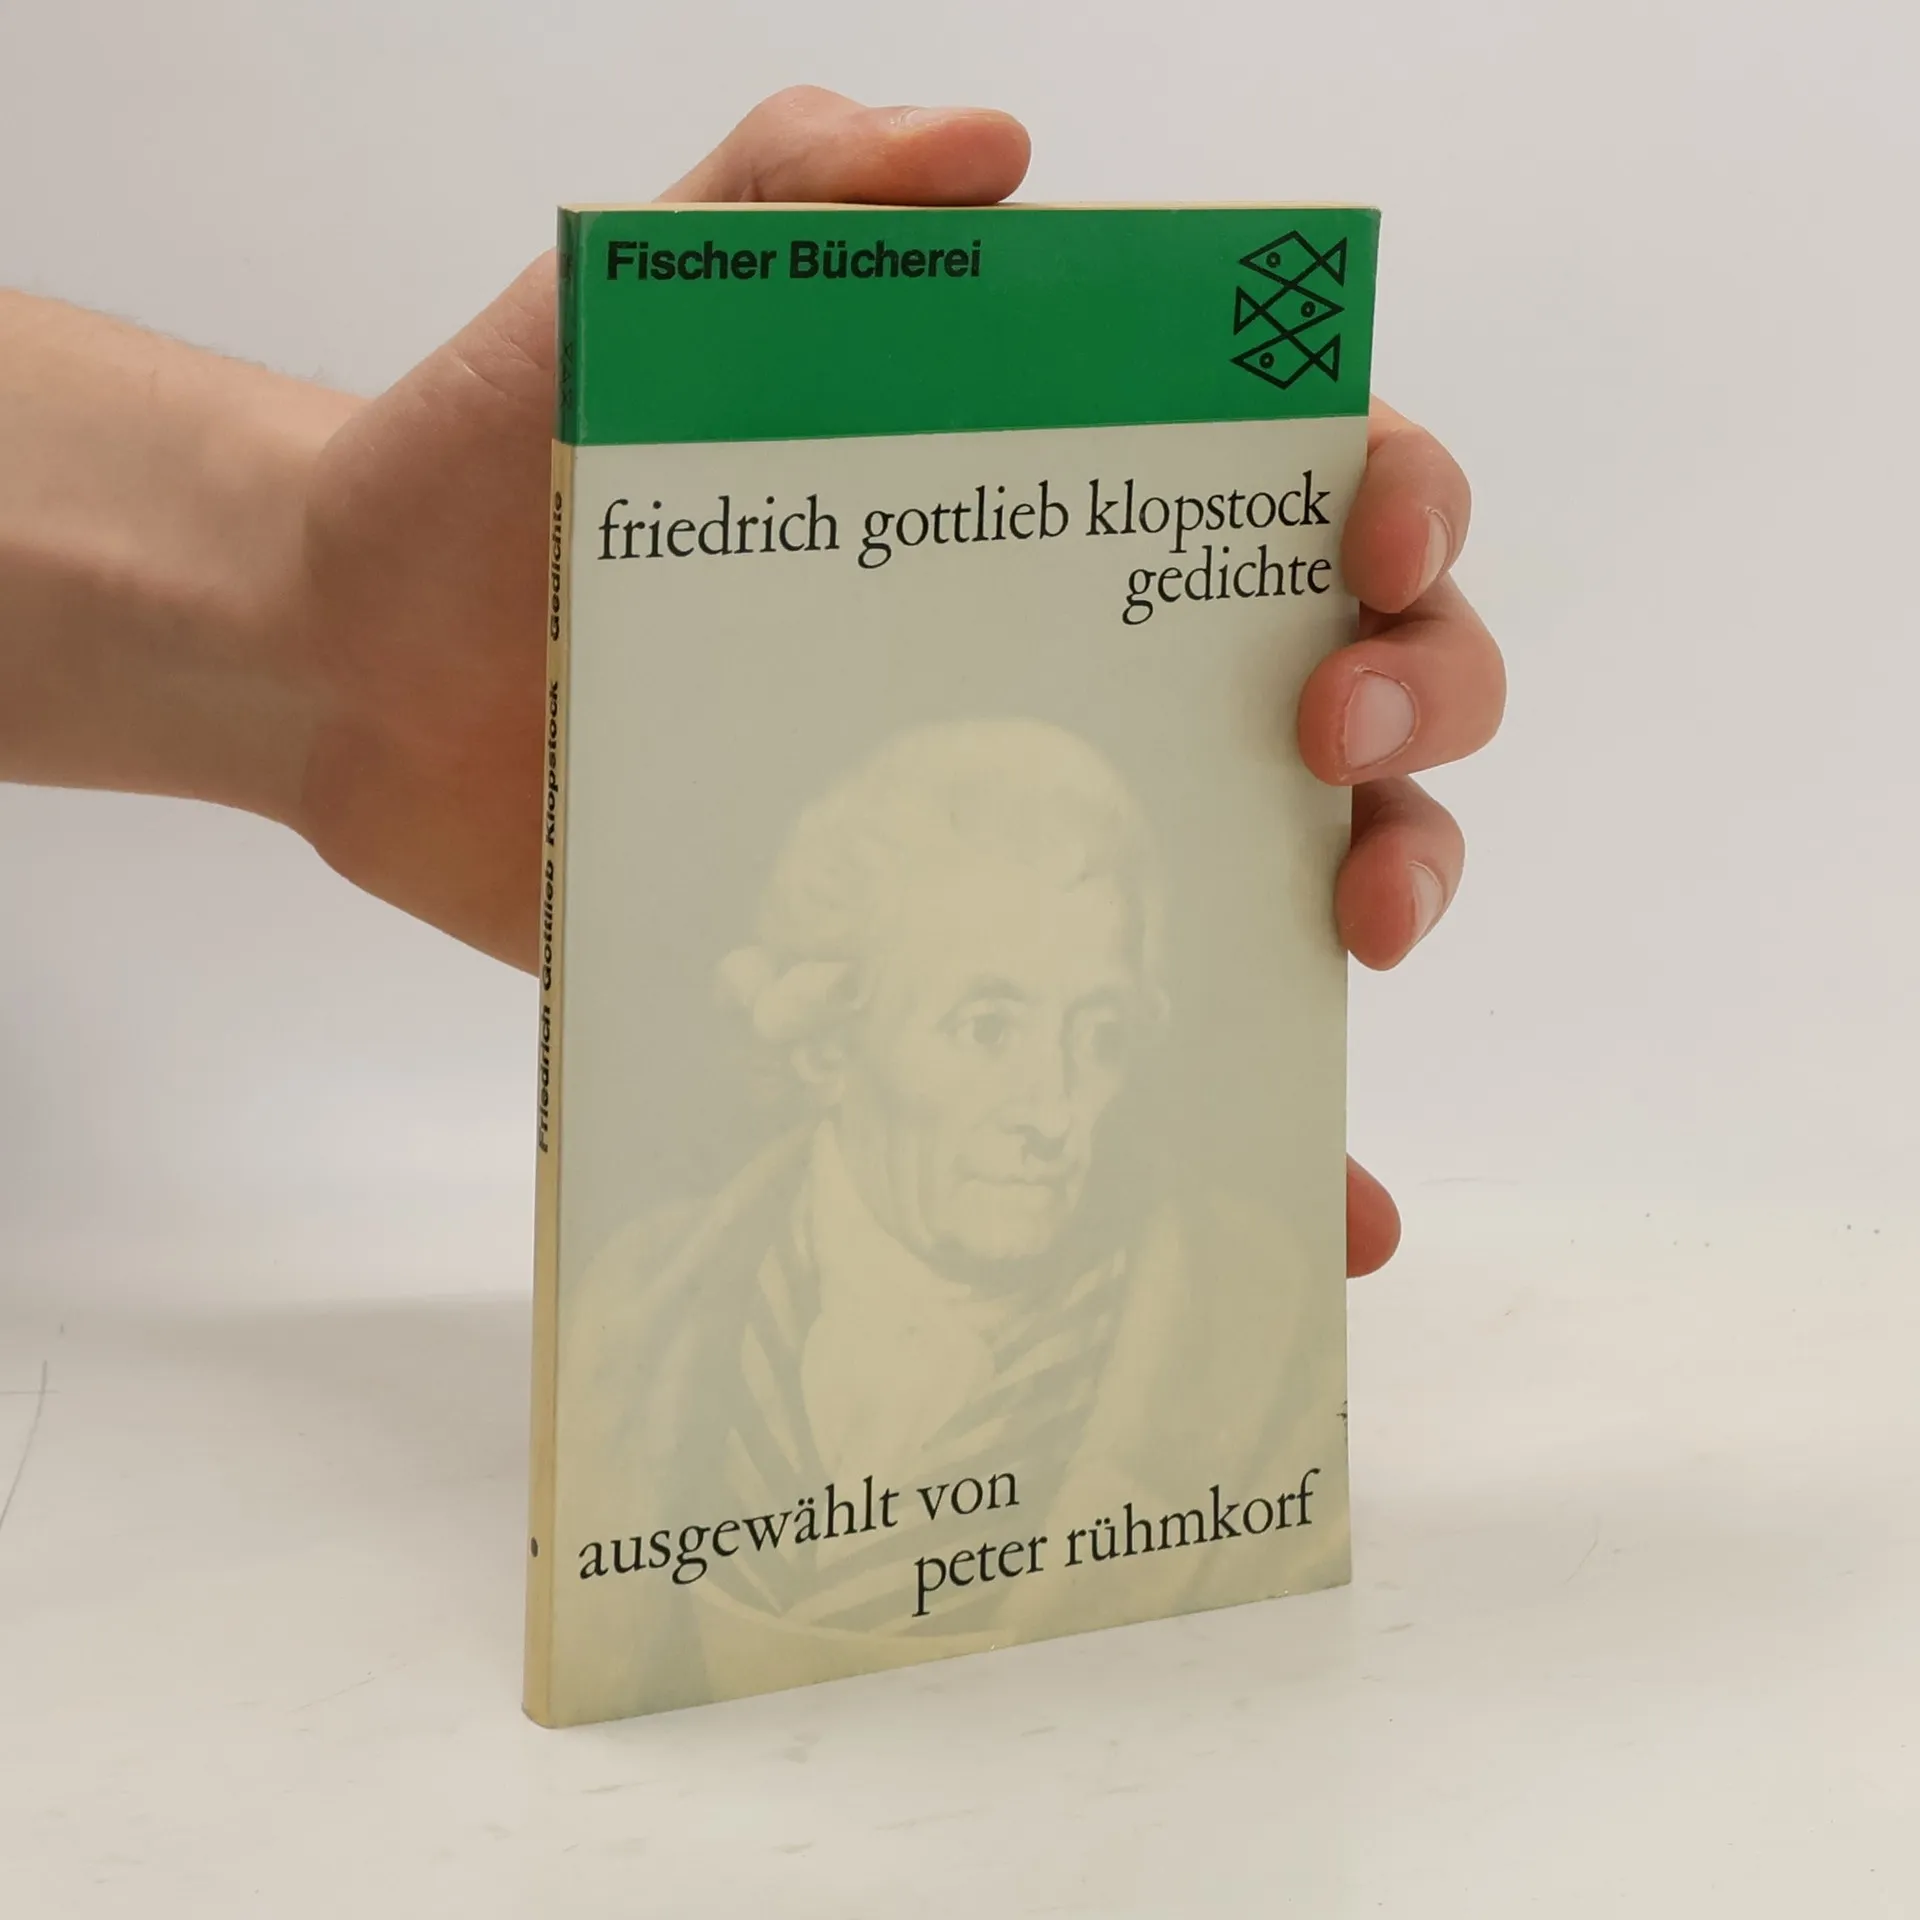 Fischer Bücherei
friedrich gottlieb klopstock
gedichte
ausgewählt von
peter rühmkorf
Friedrich Gottlieb Klopstock Gedichte